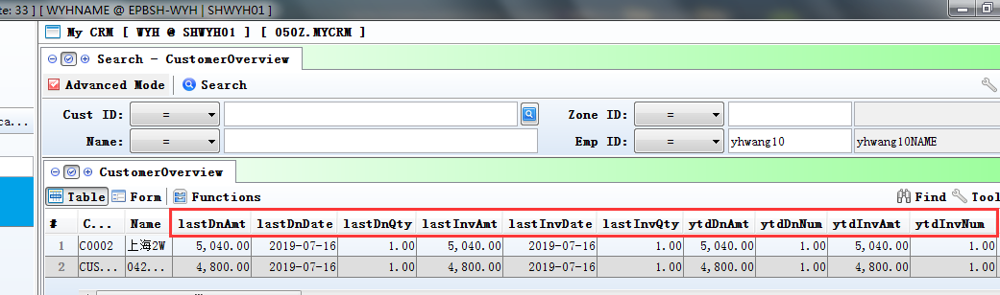 te: 33 ] [ WYHNAME @ EPBSH-WYH | SHWYH01 ]
My CRM [ WYH @ SHWYH01 ] [ 050Z.MYCRM ]
Search - CustomerOverview
Advanced Mode Search
Cust ID: = Zone ID: =
Name: = Emp ID: = yhwang10 yhwang10NAME
ca...
CustomerOverview
Table Form Functions Find Tool
# C... Name lastDnAmt lastDnDate lastDnQty lastInvAmt lastInvDate lastInvQty ytdDnAmt ytdDnNum ytdInvAmt ytdInvNum
1 C0002 上海2W 5,040.00 2019-07-16 1.00 5,040.00 2019-07-16 1.00 5,040.00 1.00 5,040.00 1.00
2 CUS... 042... 4,800.00 2019-07-16 1.00 4,800.00 2019-07-16 1.00 4,800.00 1.00 4,800.00 1.00